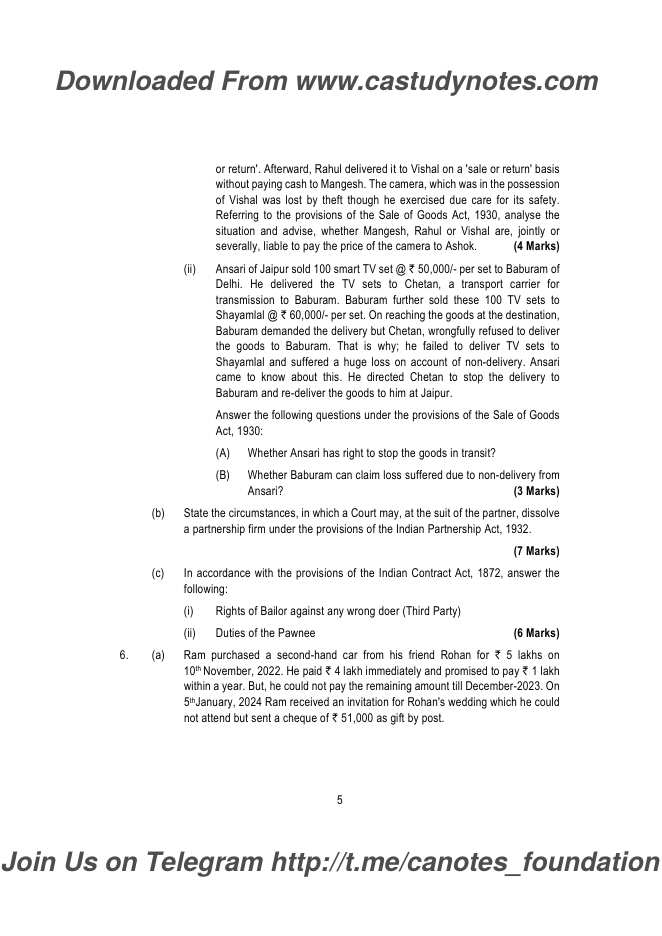 Downloaded From www.castudynotes.com
or return'. Afterward, Rahul delivered it to Vishal on a 'sale or return' basis
without paying cash to Mangesh. The camera, which was in the possession
of Vishal was lost by theft though he exercised due care for its safety.
Referring to the provisions of the Sale of Goods Act, 1930, analyse the
situation and advise, whether Mangesh, Rahul or Vishal are, jointly or
severally, liable to pay the price of the camera to Ashok. (4 Marks)
(ii) Ansari of Jaipur sold 100 smart TV set @ ₹ 50,000/- per set to Baburam of
Delhi. He delivered the TV sets to Chetan, a transport carrier for
transmission to Baburam. Baburam further sold these 100 TV sets to
Shayamlal @ ₹ 60,000/- per set. On reaching the goods at the destination,
Baburam demanded the delivery but Chetan, wrongfully refused to deliver
the goods to Baburam. That is why; he failed to deliver TV sets to
Shayamlal and suffered a huge loss on account of non-delivery. Ansari
came to know about this. He directed Chetan to stop the delivery to
Baburam and re-deliver the goods to him at Jaipur.
Answer the following questions under the provisions of the Sale of Goods
Act, 1930:
(A) Whether Ansari has right to stop the goods in transit?
(B) Whether Baburam can claim loss suffered due to non-delivery from
Ansari? (3 Marks)
(b) State the circumstances, in which a Court may, at the suit of the partner, dissolve
a partnership firm under the provisions of the Indian Partnership Act, 1932.
(7 Marks)
(c) In accordance with the provisions of the Indian Contract Act, 1872, answer the
following:
(i) Rights of Bailor against any wrong doer (Third Party)
(ii) Duties of the Pawnee (6 Marks)
6. (a) Ram purchased a second-hand car from his friend Rohan for ₹ 5 lakhs on
10th November, 2022. He paid ₹ 4 lakh immediately and promised to pay ₹ 1 lakh
within a year. But, he could not pay the remaining amount till December-2023. On
5thJanuary, 2024 Ram received an invitation for Rohan's wedding which he could
not attend but sent a cheque of ₹ 51,000 as gift by post.
5
Join Us on Telegram http://t.me/canotes_foundation